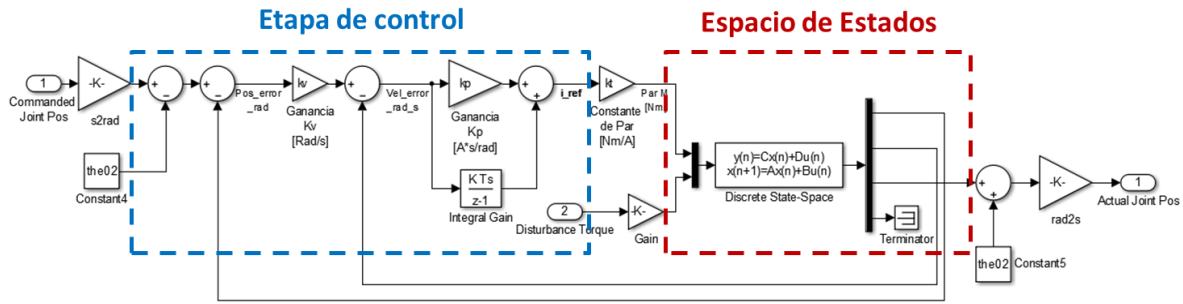 Etapa de control
Espacio de Estados
1
Commanded
Joint Pos
-K-
s2rad
the02
Constant4
+
−
+
−
Pos_error
_rad
kv
Ganancia
Kv
[Rad/s]
+
−
Vel_error
_rad_s
kp
Ganancia
Kp
[A*s/rad]
K Ts
z-1
Integral Gain
+
+
i_ref
kt
Constante
de Par
[Nm/A]
Par M
[Nm
2
Disturbance Torque
-K-
Gain
y(n)=Cx(n)+Du(n)
x(n+1)=Ax(n)+Bu(n)
Discrete State-Space
Terminator
+
+
the02
Constant5
-K-
rad2s
1
Actual Joint Pos